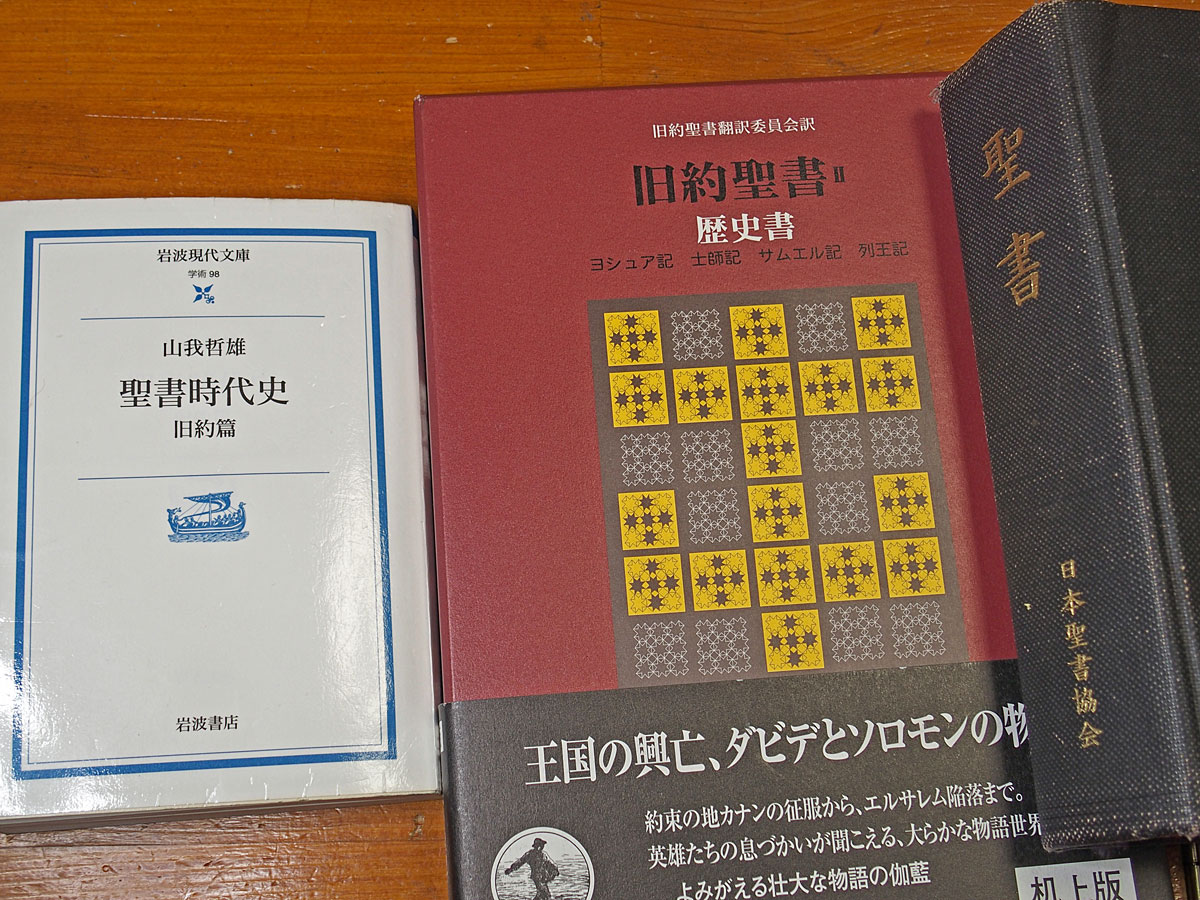 岩波現代文庫
学術 98
山我哲雄
聖書時代史
旧約篇
岩波書店
旧約聖書翻訳委員会訳
旧約聖書 II
歴史書
ヨシュア記 士師記 サムエル記 列王記
王国の興亡、ダビデとソロモンの物
約束の地カナンの征服から、エルサレム陥落まで。
英雄たちの息づかいが聞こえる、大らかな物語世界
よみがえる壮大な物語の伽藍
机上版
聖書
日本聖書協会